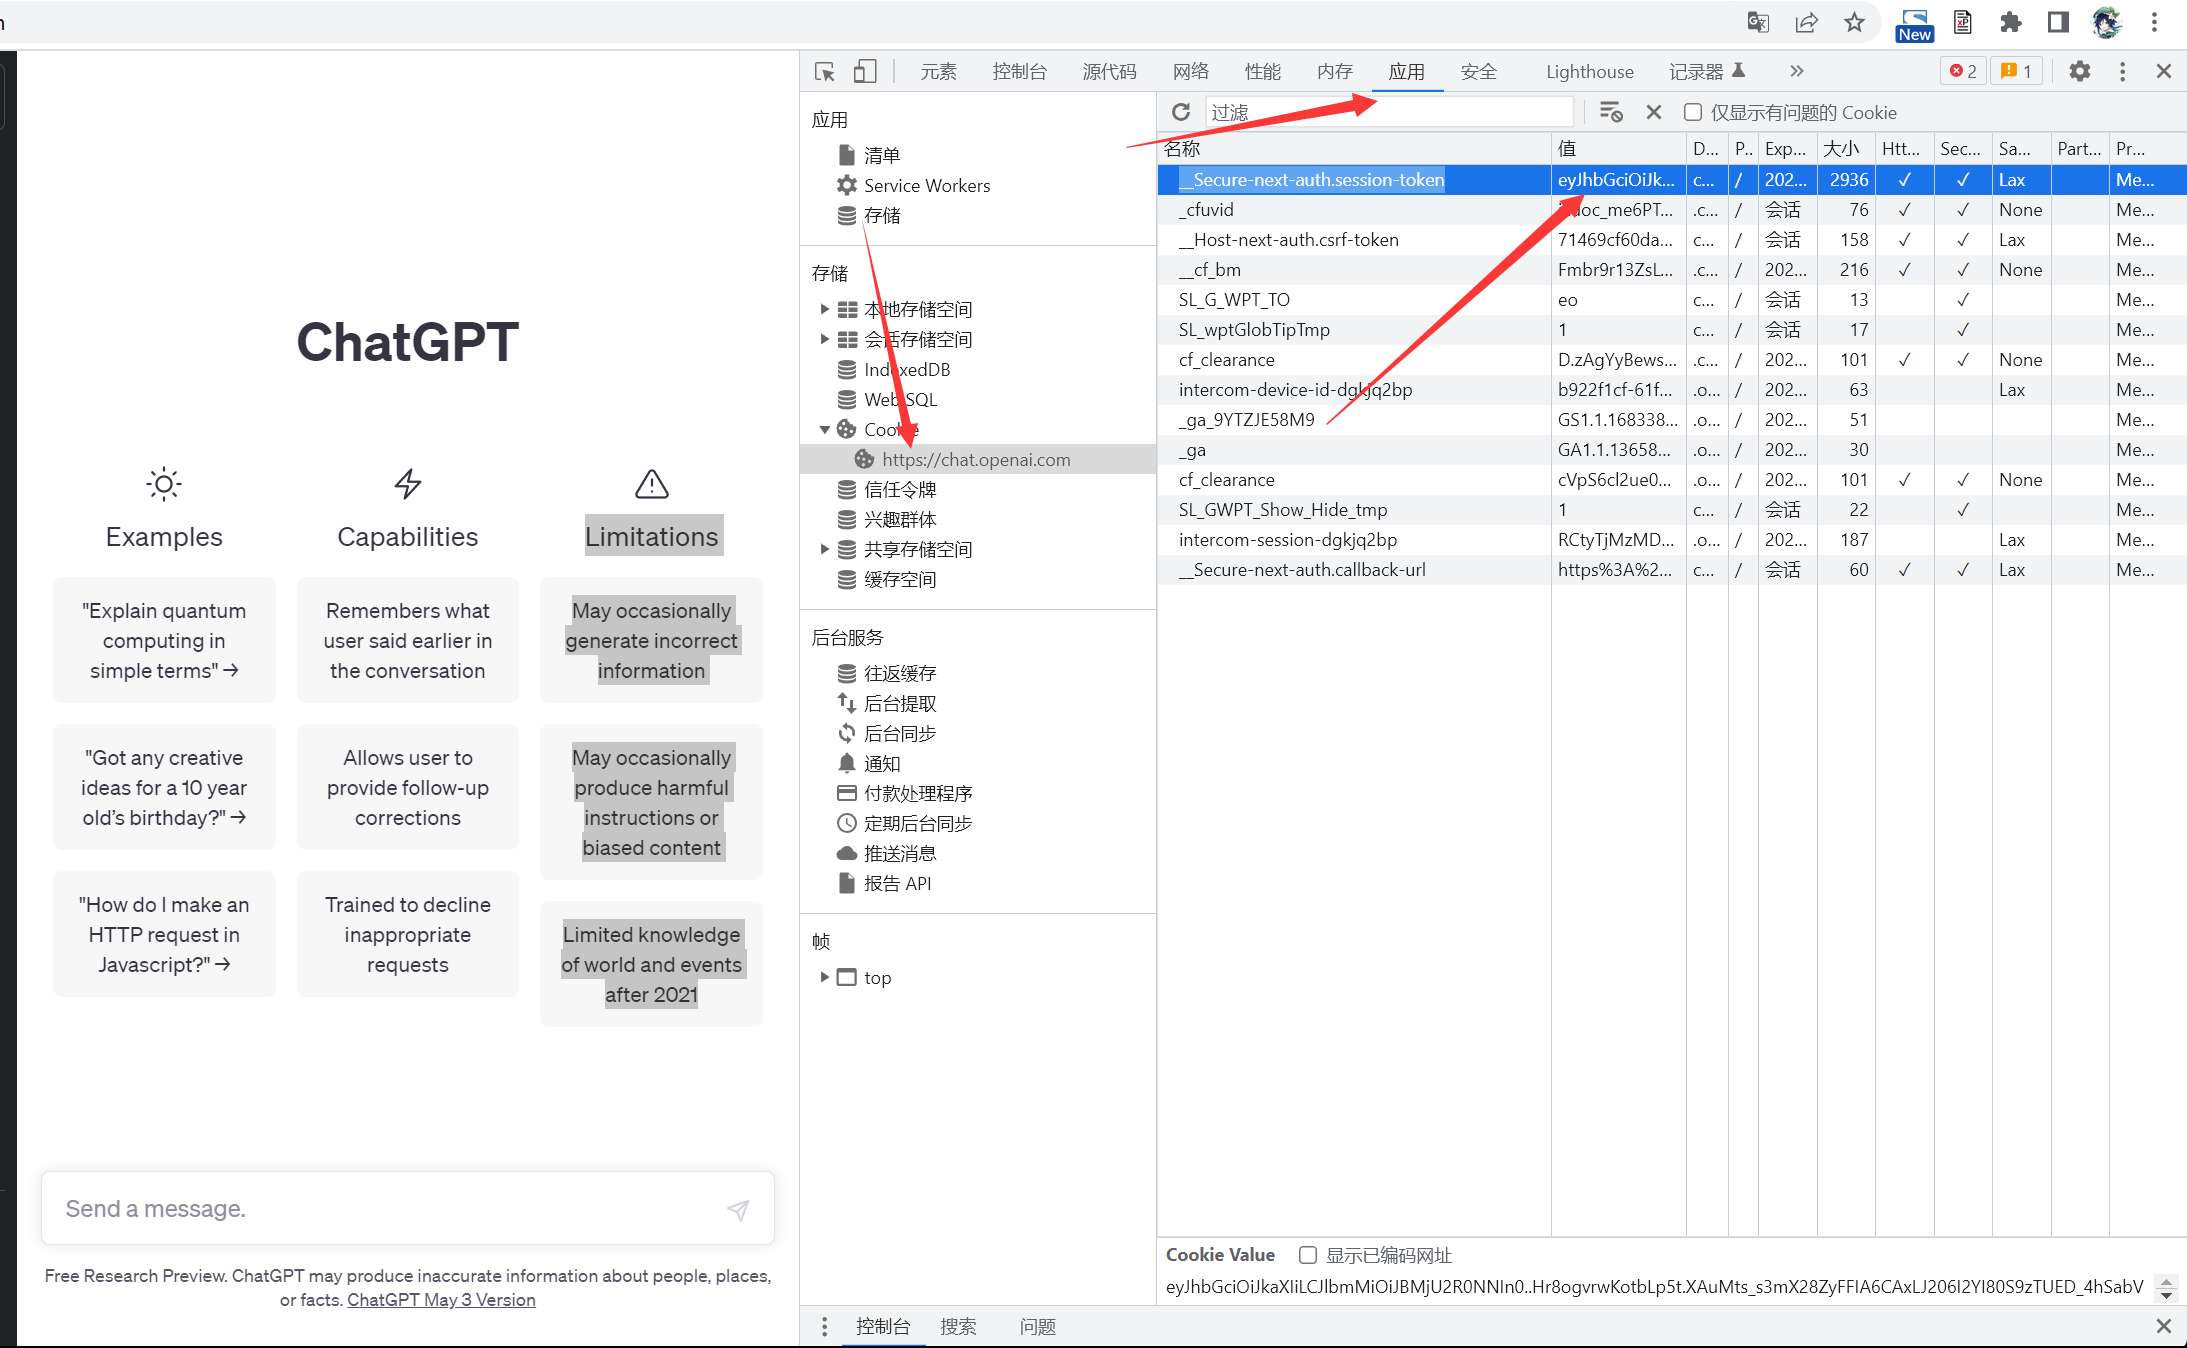 n
New
ChatGPT
Examples
Capabilities
Limitations
"Explain quantum
computing in
simple terms" →
Remembers what
user said earlier in
the conversation
May occasionally
generate incorrect
information
"Got any creative
ideas for a 10 year
old’s birthday?" →
Allows user to
provide follow-up
corrections
May occasionally
produce harmful
instructions or
biased content
"How do I make an
HTTP request in
Javascript?" →
Trained to decline
inappropriate
requests
Limited knowledge
of world and events
after 2021
Send a message.
Free Research Preview. ChatGPT may produce inaccurate information about people, places,
or facts. ChatGPT May 3 Version
元素 控制台 源代码 网络 性能 内存 应用 安全 Lighthouse 记录器 » 2 1
应用
清单
Service Workers
存储
存储
本地存储空间
会话存储空间
IndexedDB
Web SQL
Cookie
https://chat.openai.com
信任令牌
兴趣群体
共享存储空间
缓存空间
后台服务
往返缓存
后台提取
后台同步
通知
付款处理程序
定期后台同步
推送消息
报告 API
帧
top
过滤 仅显示有问题的 Cookie
名称 值 D... P.. Exp... 大小 Htt... Sec... Sa... Part... Pr...
__Secure-next-auth.session-token eyJhbGciOiJk... c... / 202... 2936 ✓ ✓ Lax Me...
_cfuvid doc_me6PT... .c... / 会话 76 ✓ ✓ None Me...
__Host-next-auth.csrf-token 71469cf60da... c... / 会话 158 ✓ ✓ Lax Me...
__cf_bm Fmbr9r13ZsL... .c... / 202... 216 ✓ ✓ None Me...
SL_G_WPT_TO eo c... / 会话 13 ✓ Me...
SL_wptGlobTipTmp 1 c... / 会话 17 ✓ Me...
cf_clearance D.zAgYyBews... .c... / 202... 101 ✓ ✓ None Me...
intercom-device-id-dgkjq2bp b922f1cf-61f... .o... / 202... 63 Lax Me...
_ga_9YTZJE58M9 GS1.1.168338... .o... / 202... 51 Me...
_ga GA1.1.13658... .o... / 202... 30 Me...
cf_clearance cVpS6cl2ue0... .o... / 202... 101 ✓ ✓ None Me...
SL_GWPT_Show_Hide_tmp 1 c... / 会话 22 ✓ Me...
intercom-session-dgkjq2bp RCtyTjMzMD... .o... / 202... 187 Lax Me...
__Secure-next-auth.callback-url https%3A%2... c... / 会话 60 ✓ ✓ Lax Me...
Cookie Value 显示已编码网址
eyJhbGciOiJkaXIiLCJlbmMiOiJBMjU2R0NNIn0..Hr8ogvrwKotbLp5t.XAuMts_s3mX28ZyFFIA6CAxLJ206I2YI80S9zTUED_4hSabV
控制台 搜索 问题